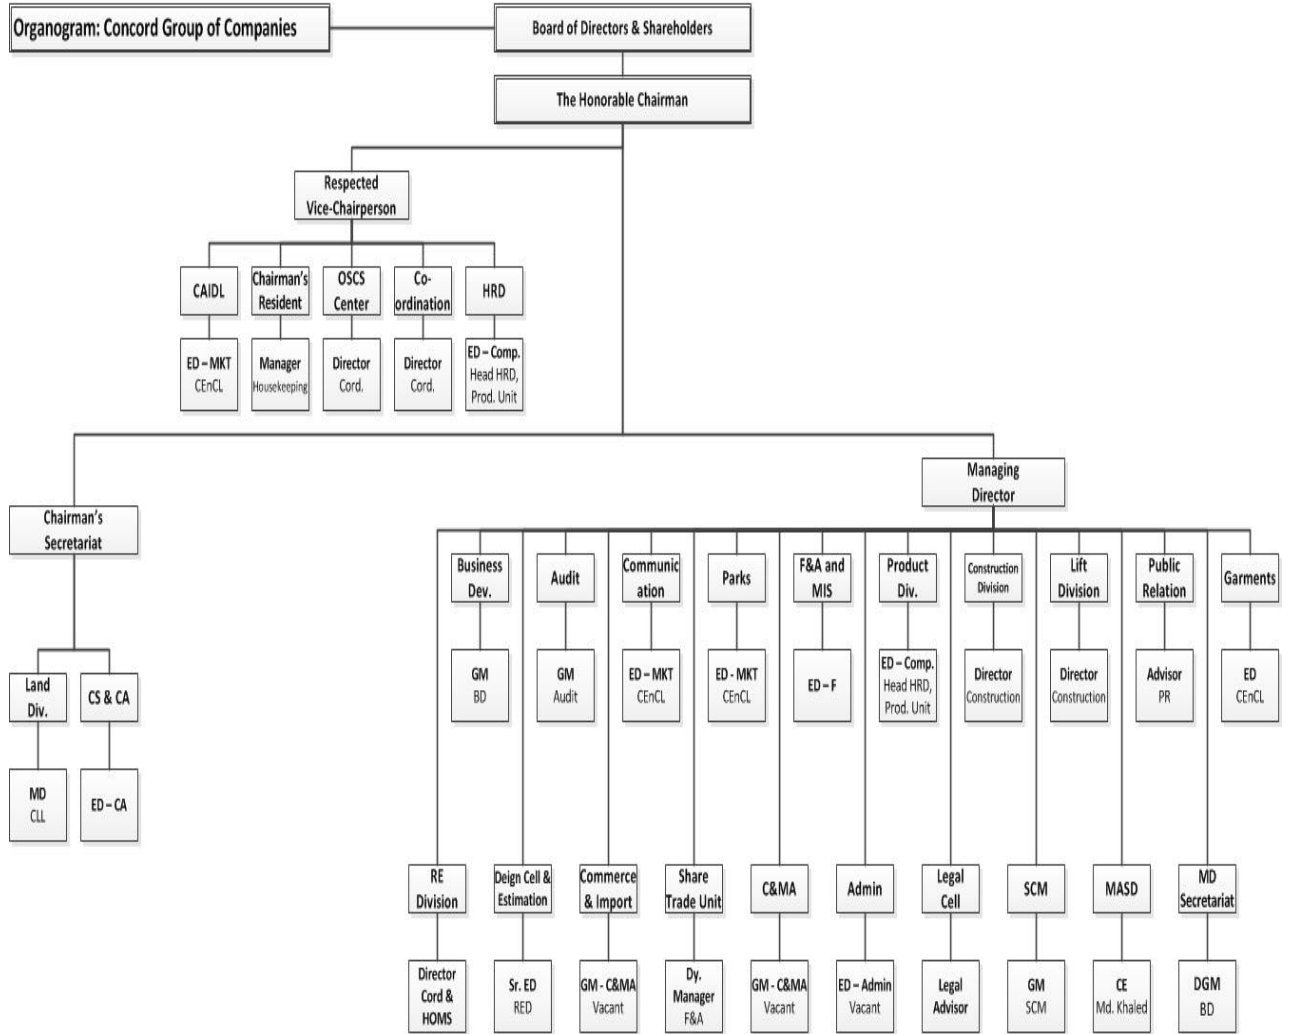 Organogram: Concord Group of Companies
Board of Directors & Shareholders
The Honorable Chairman
Respected
Vice-Chairperson
CAIDL
Chairman's
Resident
OSCS
Center
Co-
ordination
HRD
ED – MKT
CEnCL
Manager
Housekeeping
Director
Cord.
Director
Cord.
ED – Comp.
Head HRD,
Prod. Unit
Managing
Director
Chairman's
Secretariat
Business
Dev.
Audit
Communic
ation
Parks
F&A and
MIS
Product
Div.
Construction
Division
Lift
Division
Public
Relation
Garments
GM
BD
GM
Audit
ED – MKT
CEnCL
ED - MKT
CEnCL
ED – F
ED – Comp.
Head HRD,
Prod. Unit
Director
Construction
Director
Construction
Advisor
PR
ED
CEnCL
Land
Div.
CS & CA
MD
CLL
ED – CA
RE
Division
Deign Cell &
Estimation
Commerce
& Import
Share
Trade Unit
C&MA
Admin
Legal
Cell
SCM
MASD
MD
Secretariat
Director
Cord &
HOMS
Sr. ED
RED
GM - C&MA
Vacant
Dy.
Manager
F&A
GM - C&MA
Vacant
ED – Admin
Vacant
Legal
Advisor
GM
SCM
CE
Md. Khaled
DGM
BD